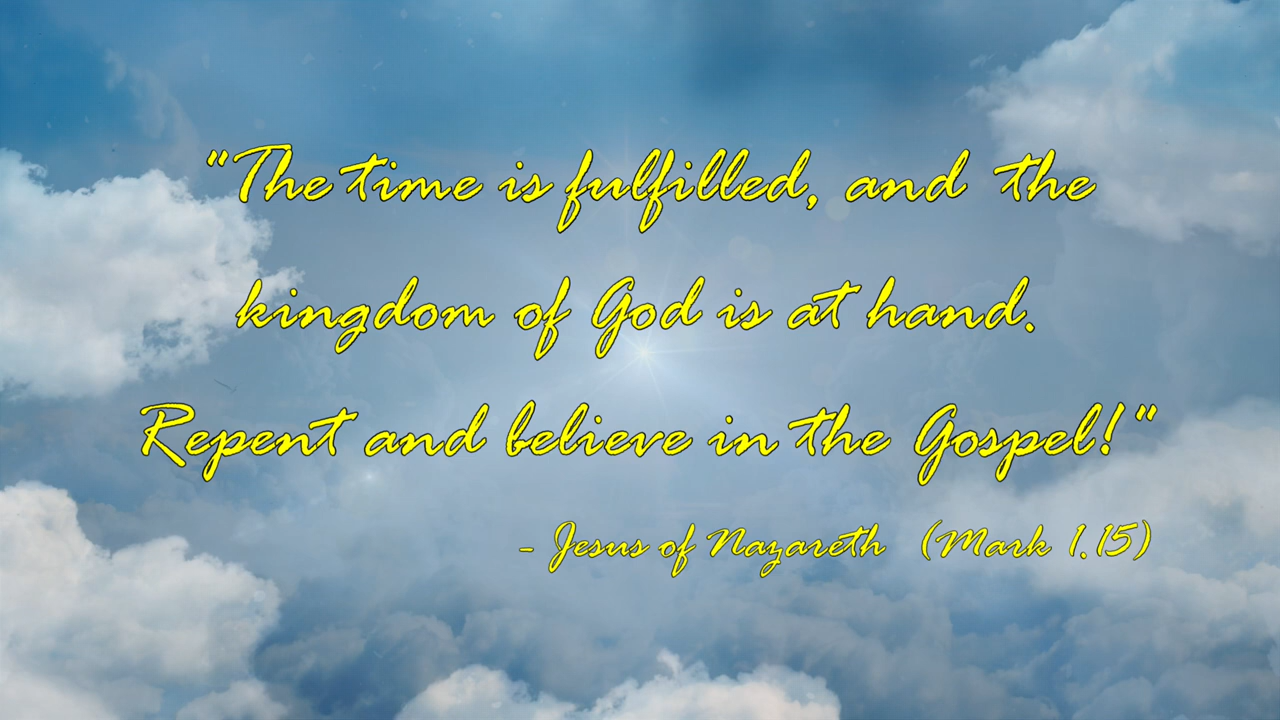 "The time is fulfilled, and the
kingdom of God is at hand.
Repent and believe in the Gospel!"
- Jesus of Nazareth (Mark 1.15)